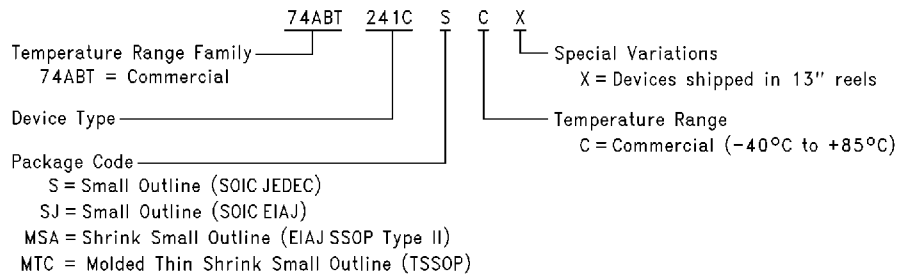 74ABT 241C S C X
Temperature Range Family
74ABT = Commercial
Device Type
Package Code
S = Small Outline (SOIC JEDEC)
SJ = Small Outline (SOIC EIAJ)
MSA = Shrink Small Outline (EIAJ SSOP Type II)
MTC = Molded Thin Shrink Small Outline (TSSOP)
Special Variations
X = Devices shipped in 13" reels
Temperature Range
C = Commercial (-40°C to +85°C)